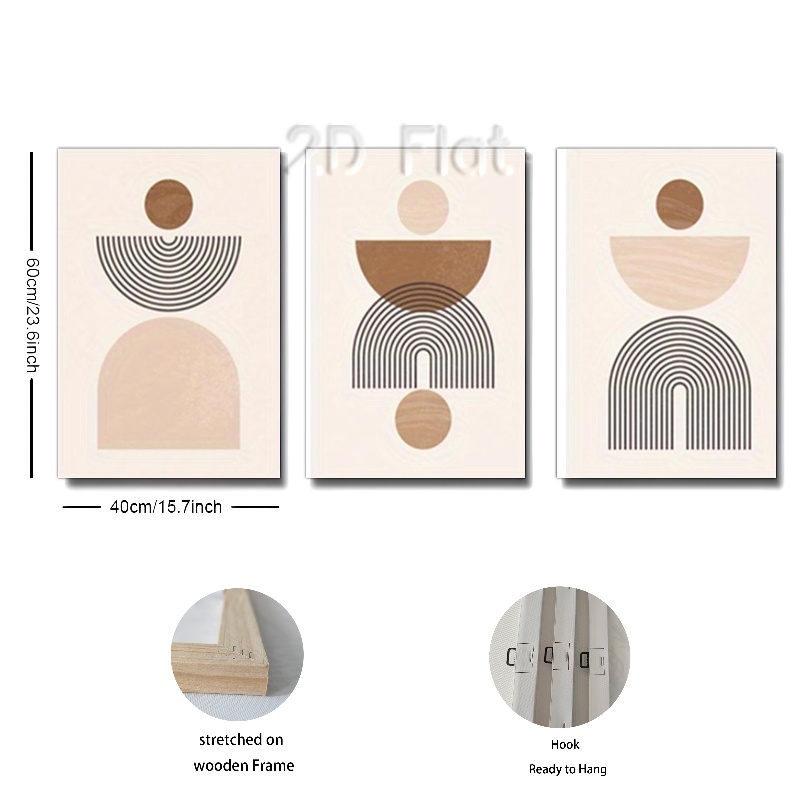 2D Flat
60cm/23.6inch
40cm/15.7inch
stretched on
wooden Frame
Hook
Ready to Hang